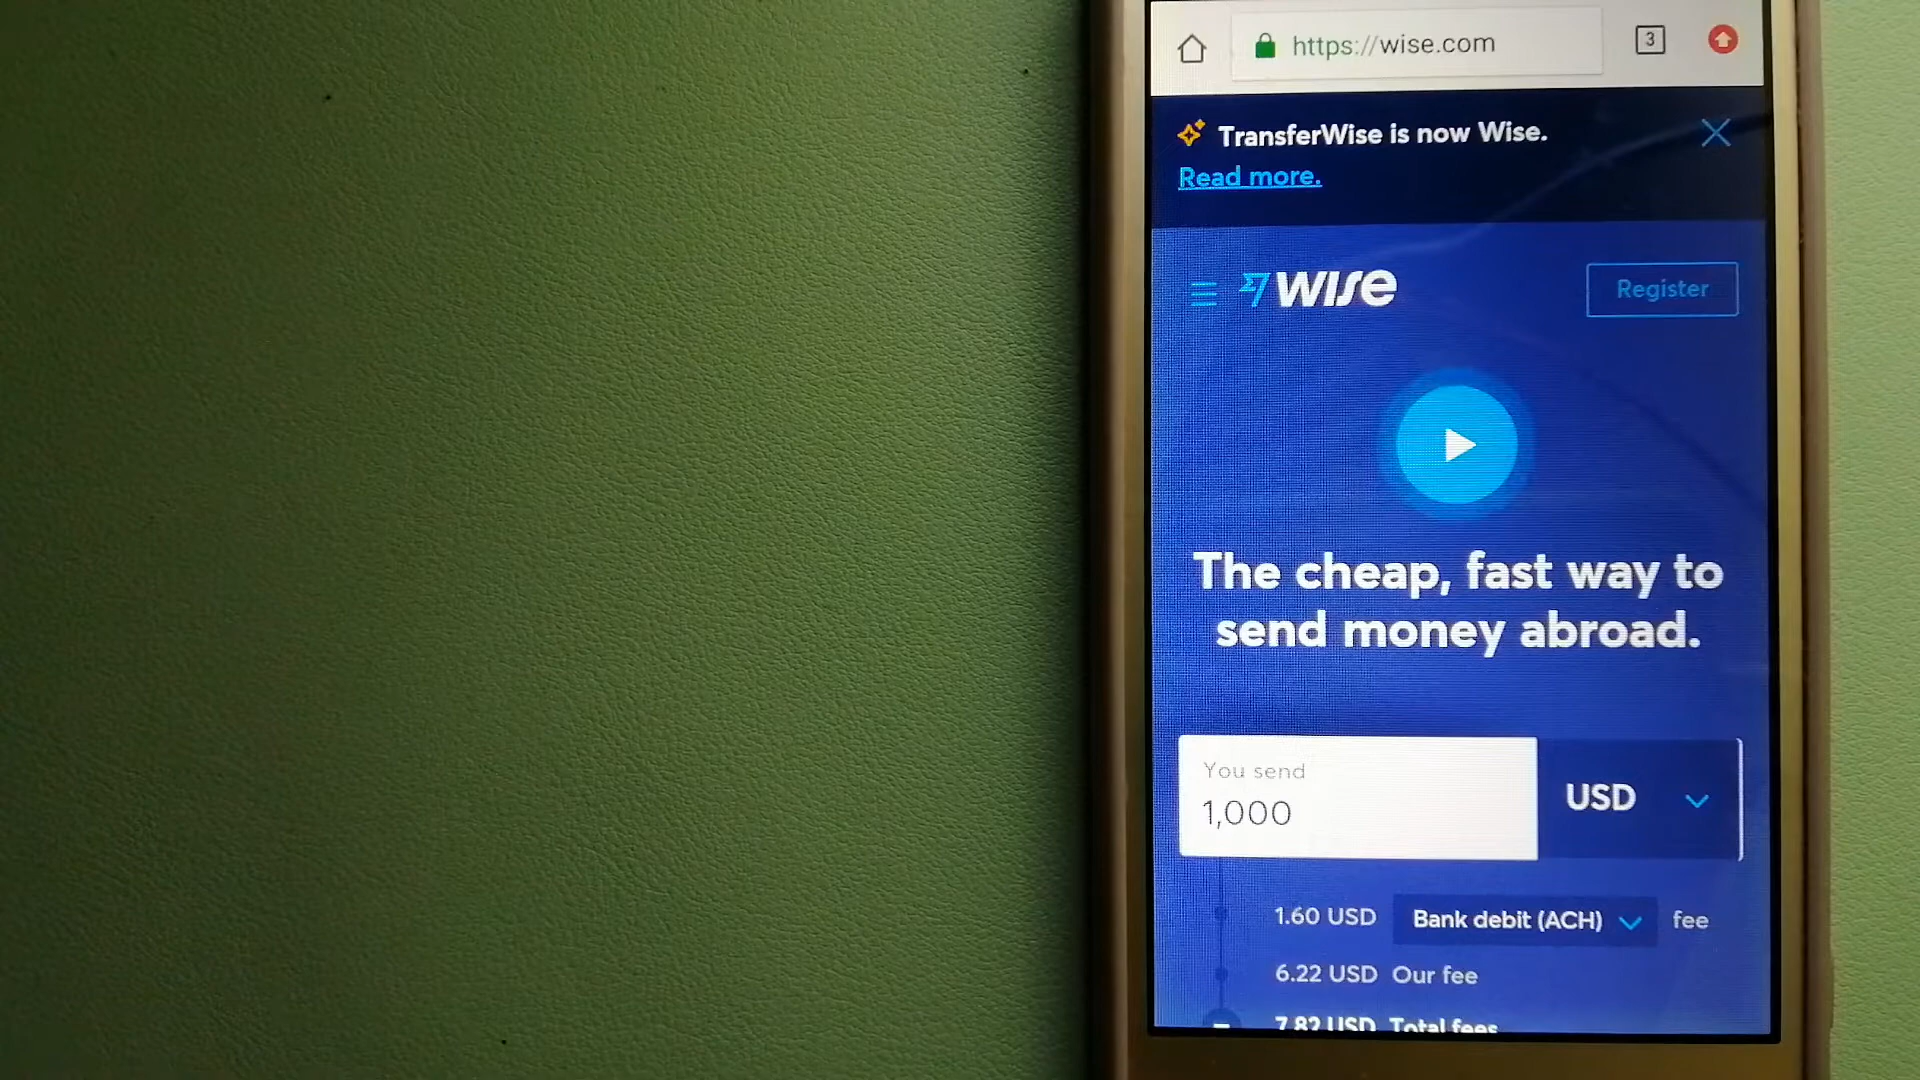 https://wise.com
3
TransferWise is now Wise.
Read more.
wise
Register
The cheap, fast way to
send money abroad.
You send
1,000
USD
1.60 USD Bank debit (ACH) fee
6.22 USD Our fee
7.82 USD Total fees